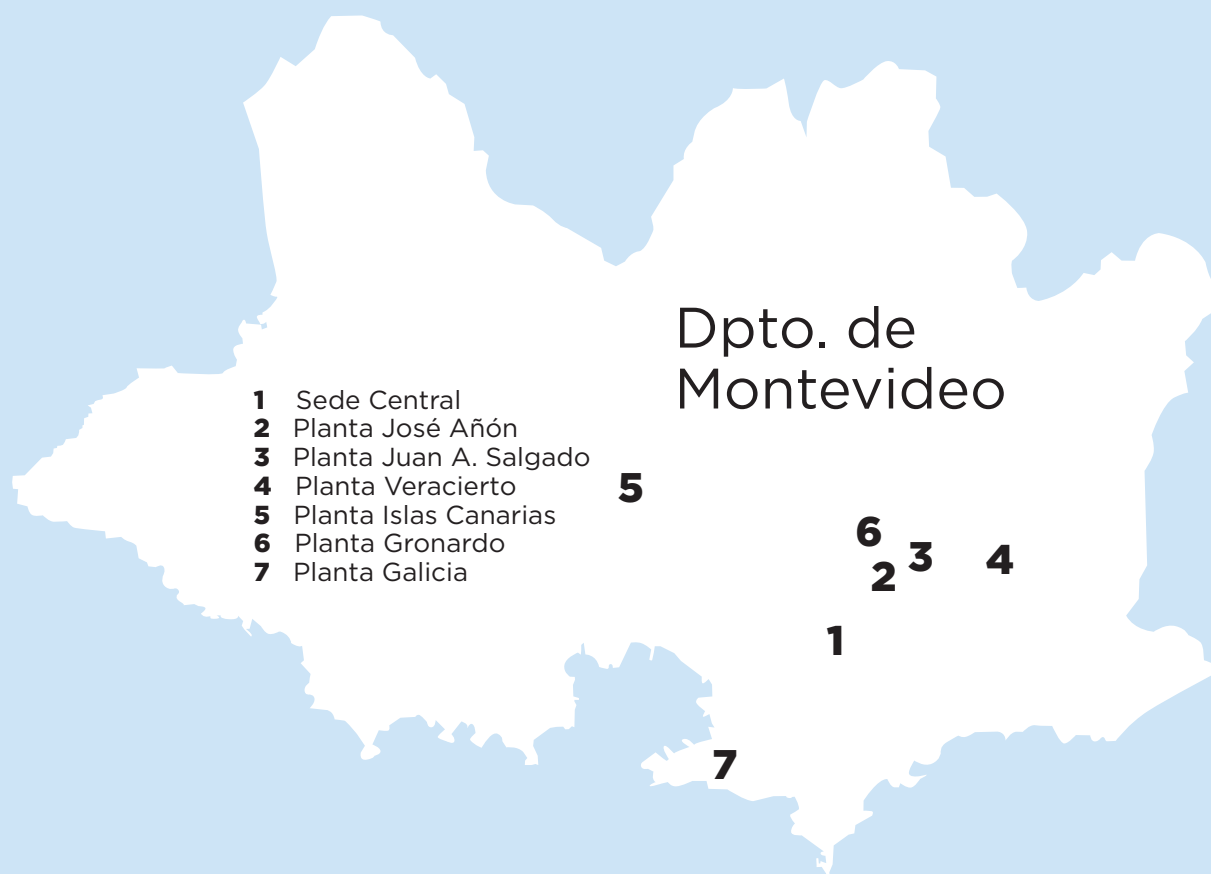 Dpto. de
Montevideo
1 Sede Central
2 Planta José Añón
3 Planta Juan A. Salgado
4 Planta Veracierto
5 Planta Islas Canarias
6 Planta Gronardo
7 Planta Galicia
5
6
3
4
2
1
7